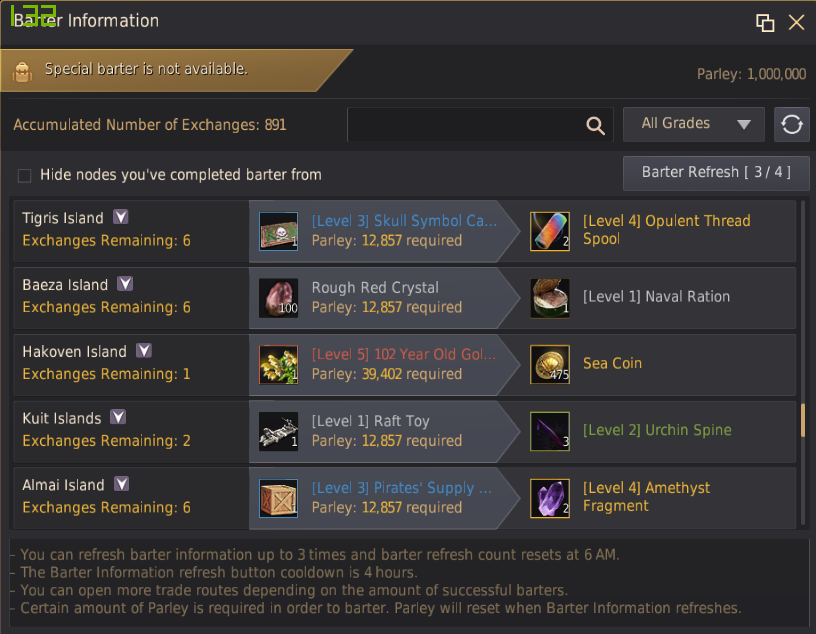 132
Barter Information
Special barter is not available.
Parley: 1,000,000
Accumulated Number of Exchanges: 891
All Grades
Hide nodes you've completed barter from
Barter Refresh [ 3 / 4 ]
Tigris Island
Exchanges Remaining: 6
1
[Level 3] Skull Symbol Ca...
Parley: 12,857 required
2
[Level 4] Opulent Thread
Spool
Baeza Island
Exchanges Remaining: 6
100
Rough Red Crystal
Parley: 12,857 required
1
[Level 1] Naval Ration
Hakoven Island
Exchanges Remaining: 1
1
[Level 5] 102 Year Old Gol...
Parley: 39,402 required
475
Sea Coin
Kuit Islands
Exchanges Remaining: 2
1
[Level 1] Raft Toy
Parley: 12,857 required
3
[Level 2] Urchin Spine
Almai Island
Exchanges Remaining: 6
1
[Level 3] Pirates' Supply ...
Parley: 12,857 required
2
[Level 4] Amethyst
Fragment
- You can refresh barter information up to 3 times and barter refresh count resets at 6 AM.
- The Barter Information refresh button cooldown is 4 hours.
- You can open more trade routes depending on the amount of successful barters.
- Certain amount of Parley is required in order to barter. Parley will reset when Barter Information refreshes.